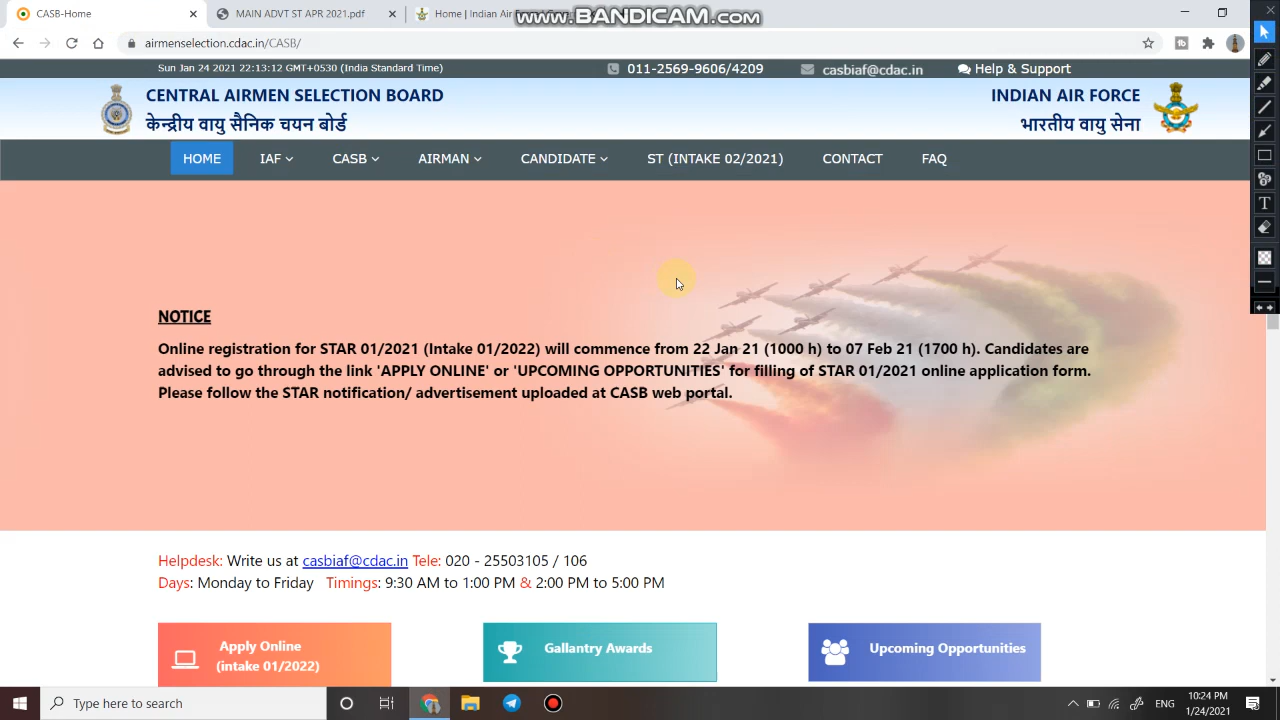 CASB-Home
MAIN ADVT ST APR 2021.pdf
Home | Indian Air
www.BANDICAM.com
airmenselection.cdac.in/CASB/
Sun Jan 24 2021 22:13:12 GMT+0530 (India Standard Time)
011-2569-9606/4209
casbiaf@cdac.in
Help & Support
CENTRAL AIRMEN SELECTION BOARD
INDIAN AIR FORCE
केन्द्रीय वायु सैनिक चयन बोर्ड
भारतीय वायु सेना
HOME
IAF
CASB
AIRMAN
CANDIDATE
ST (INTAKE 02/2021)
CONTACT
FAQ
NOTICE
Online registration for STAR 01/2021 (Intake 01/2022) will commence from 22 Jan 21 (1000 h) to 07 Feb 21 (1700 h). Candidates are
advised to go through the link 'APPLY ONLINE' or 'UPCOMING OPPORTUNITIES' for filling of STAR 01/2021 online application form.
Please follow the STAR notification/ advertisement uploaded at CASB web portal.
Helpdesk: Write us at casbiaf@cdac.in Tele: 020 - 25503105 / 106
Days: Monday to Friday Timings: 9:30 AM to 1:00 PM & 2:00 PM to 5:00 PM
Apply Online
(intake 01/2022)
Gallantry Awards
Upcoming Opportunities
Type here to search
ENG
10:24 PM
1/24/2021